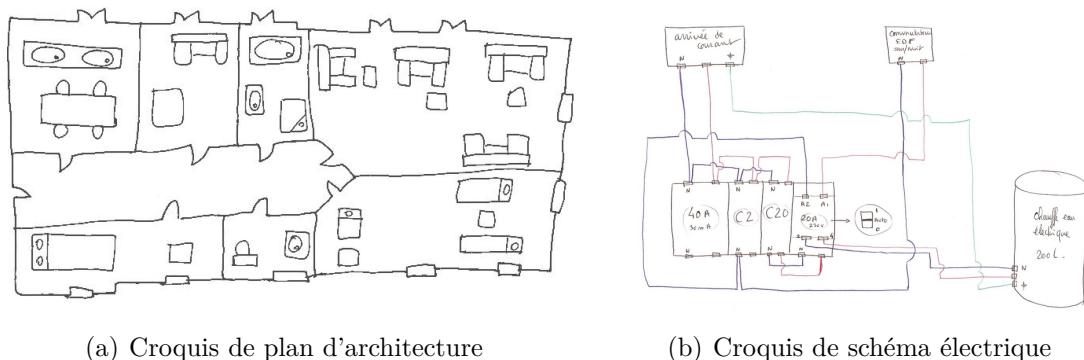 arrivée de
courant
N
commutateur
EDF
jour/nuit
N
N
N
A2
A1
40A
30mA
C2
C20
20A
230V
1
Auto
0
N
N
N
chauffe eau
électrique
200L.
N
(a) Croquis de plan d'architecture
(b) Croquis de schéma électrique